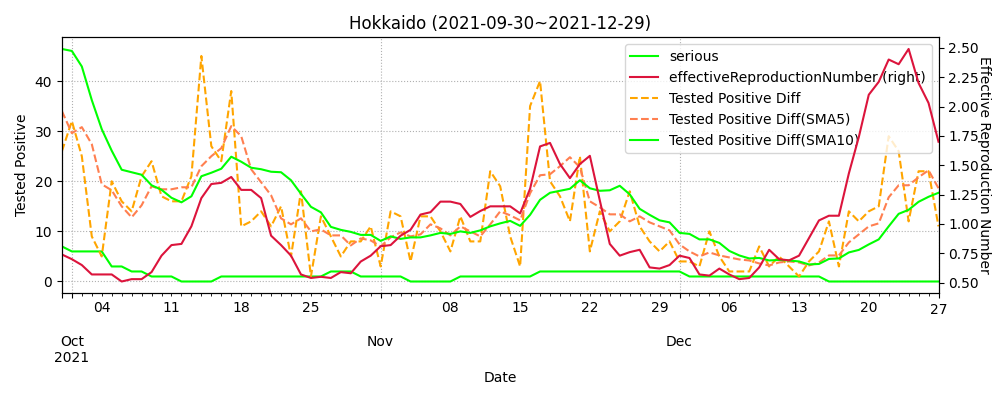 Hokkaido (2021-09-30~2021-12-29)
serious
effectiveReproductionNumber (right)
Tested Positive Diff
Tested Positive Diff(SMA5)
Tested Positive Diff(SMA10)
Tested Positive
40
30
20
10
0
2.50
2.25
2.00
1.75
1.50
1.25
1.00
0.75
0.50
Effective Reproduction Number
04 11 18 25 08 15 22 29 06 13 20 27
Oct Nov Dec
2021
Date